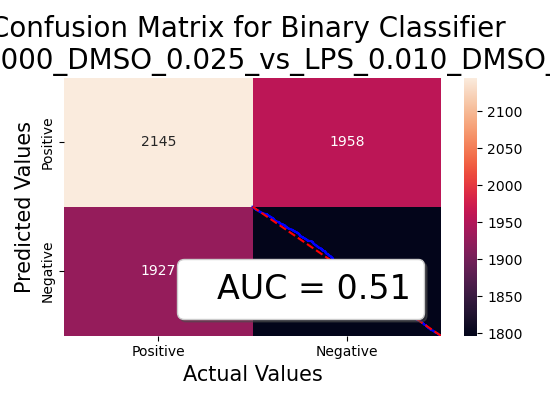 Confusion Matrix for Binary Classifier
000_DMSO_0.025_vs_LPS_0.010_DMSO_
Predicted Values
Positive
Negative
2145
1958
1927
AUC = 0.51
Positive
Negative
Actual Values
2100
2050
2000
1950
1900
1850
1800